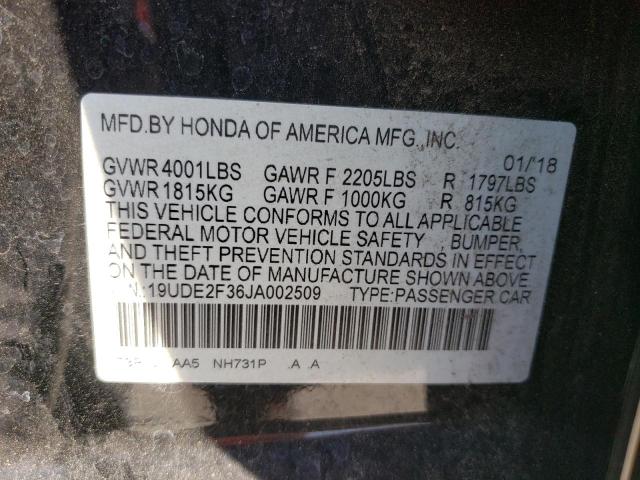 MFD.BY HONDA OF AMERICA MFG., INC.
01/18
GVWR 4001LBS GAWR F 2205LBS R 1797LBS
GVWR 1815KG GAWR F 1000KG R 815KG
THIS VEHICLE CONFORMS TO ALL APPLICABLE
FEDERAL MOTOR VEHICLE SAFETY, BUMPER,
AND THEFT PREVENTION STANDARDS IN EFFECT
ON THE DATE OF MANUFACTURE SHOWN ABOVE.
19UDE2F36JA002509 TYPE:PASSENGER CAR
AA5 NH731P .A .A